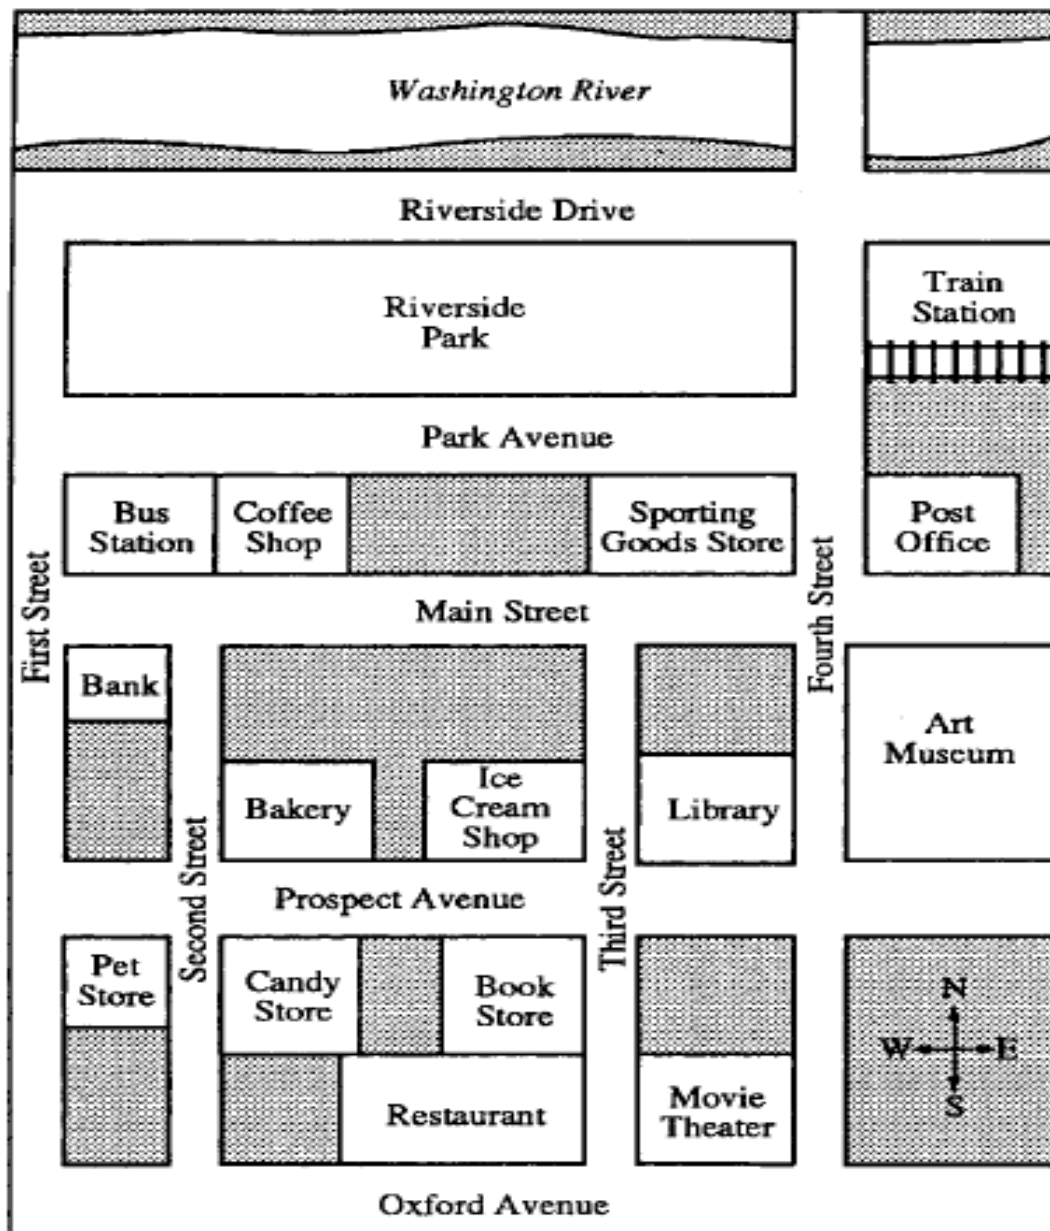 Washington River
Riverside Drive
Riverside
Park
Train
Station
Park Avenue
Bus
Station
Coffee
Shop
Sporting
Goods Store
Post
Office
First Street
Main Street
Fourth Street
Bank
Art
Museum
Bakery
Ice
Cream
Shop
Library
Second Street
Prospect Avenue
Third Street
Pet
Store
Candy
Store
Book
Store
N
W E
S
Restaurant
Movie
Theater
Oxford Avenue